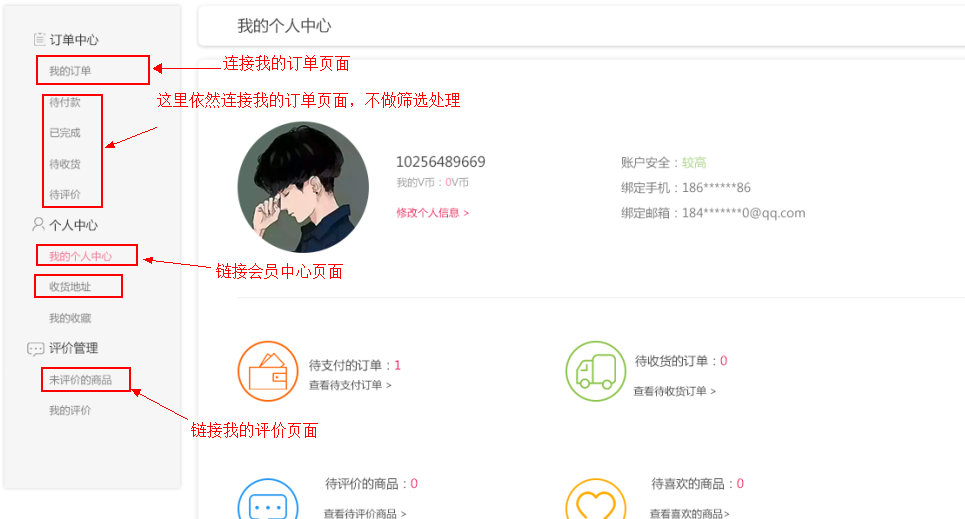 订单中心
我的订单
待付款
已完成
待收货
待评价
个人中心
我的个人中心
收货地址
我的收藏
评价管理
未评价的商品
我的评价
我的个人中心
连接我的订单页面
这里依然连接我的订单页面，不做筛选处理
10256489669
我的V币：0V币
修改个人信息 >
账户安全：较高
绑定手机：186******86
绑定邮箱：184*******0@qq.com
链接会员中心页面
待支付的订单：1
查看待支付订单 >
待收货的订单：0
查看待收货订单 >
链接我的评价页面
待评价的商品：0
查看待评价商品 >
待喜欢的商品：0
查看喜欢的商品>